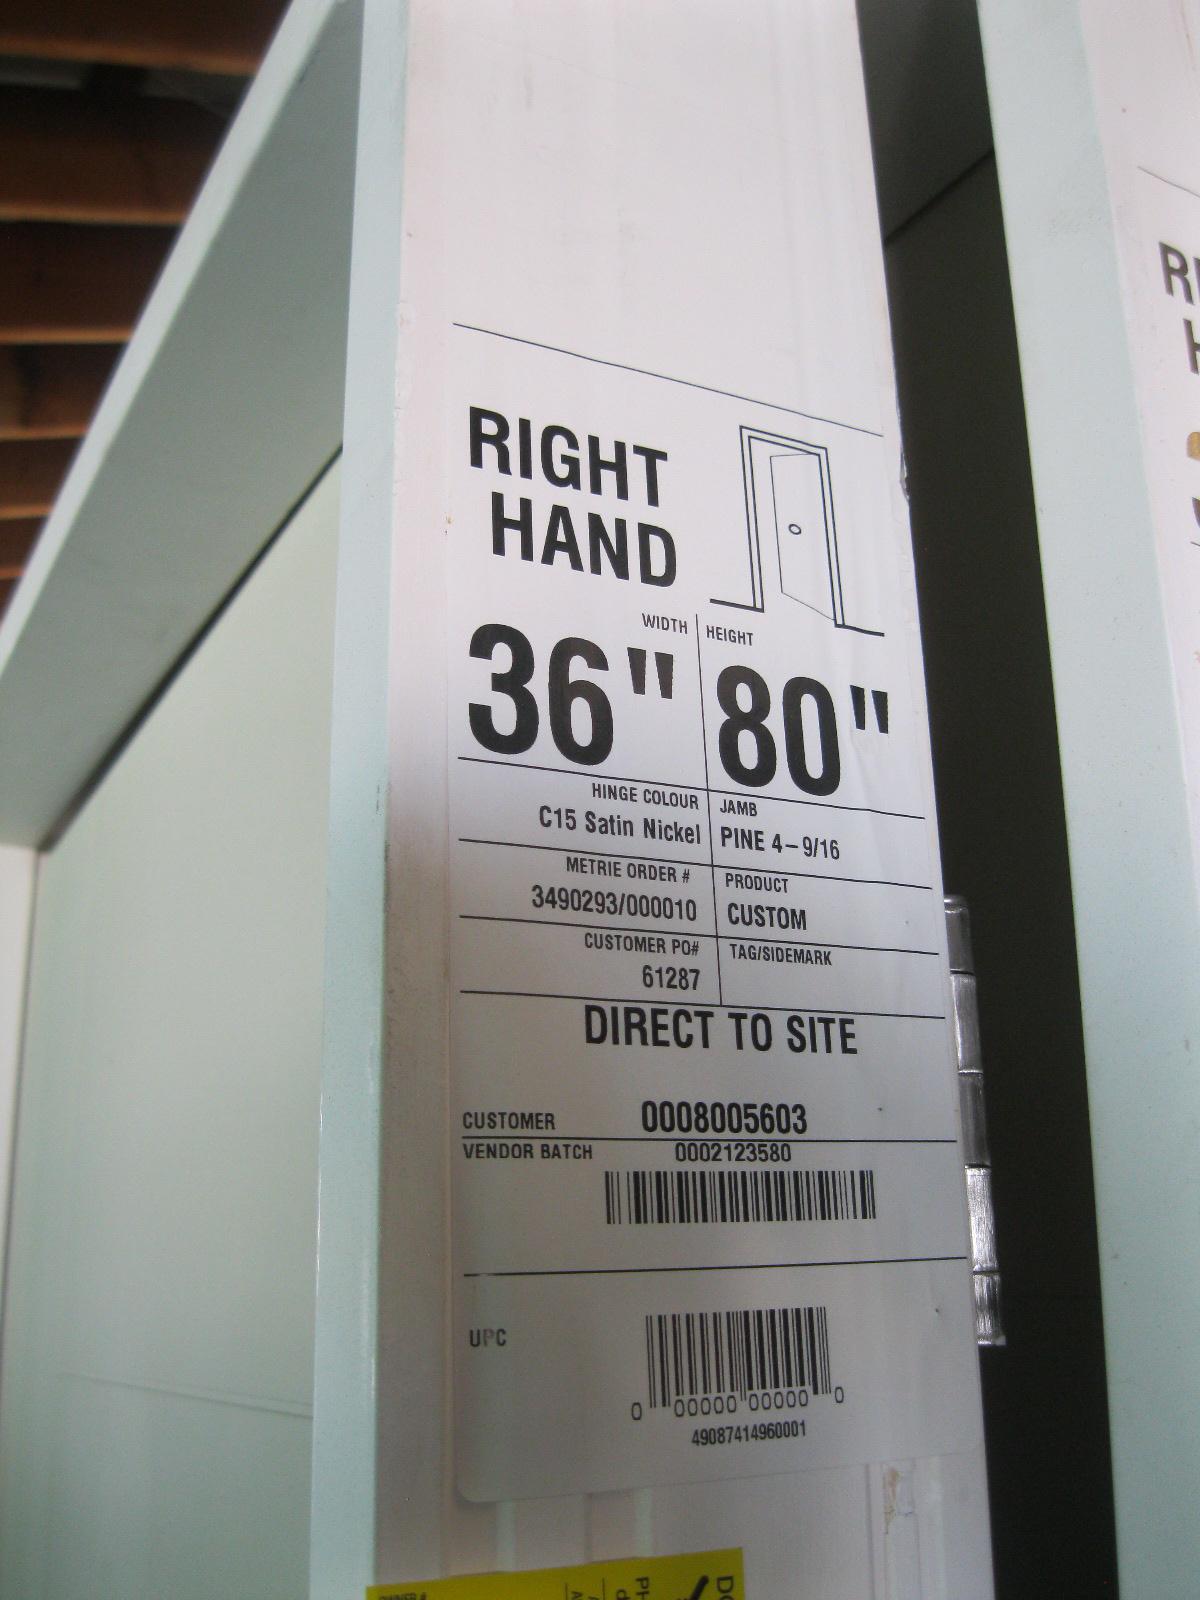 RIGHT
HAND
WIDTH HEIGHT
36" 80"
HINGE COLOUR JAMB
C15 Satin Nickel PINE 4-9/16
METRIE ORDER # PRODUCT
3490293/000010 CUSTOM
CUSTOMER PO# TAG/SIDEMARK
61287
DIRECT TO SITE
CUSTOMER 0008005603
VENDOR BATCH 0002123580
UPC
0 00000 00000 0
49087414960001